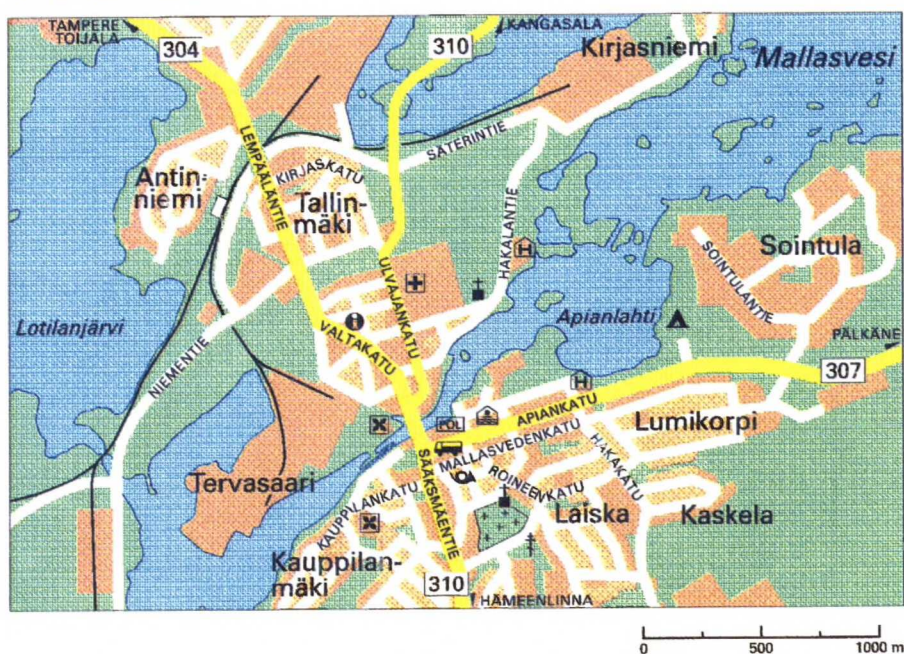 TAMPERE
TOIJALA
304
310
KANGASALA
Kirjasniemi
Mallasvesi
LEMPÄÄLÄNTIE
SÄTERINTIE
KIRJASKATU
Antin-
niemi
Tallin-
mäki
HAKALANTIE
Sointula
SOINTULANTIE
ULVAJANKATU
H
Lotilanjärvi
i
Apianlahti
PÄLKÄNE
VALTAKATU
NIEMENTIE
307
H
APIANKATU
Lumikorpi
POL
MALLASVEDENKATU
HAKAKATU
Tervasaari
SÄÄKSMÄENTIE
ROINEENKATU
KAUPPILANKATU
Laiska
Kaskela
Kauppilan-
mäki
310
HÄMEENLINNA
0 500 1000 m